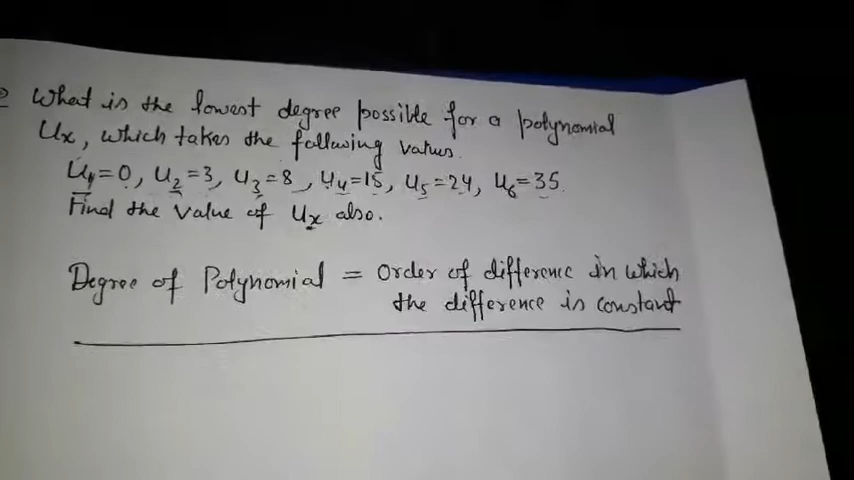 What is the lowest degree possible for a polynomial
Ux, which takes the following values.
U1=0, U2=3, U3=8, U4=15, U5=24, U6=35.
Find the value of Ux also.
Degree of Polynomial = Order of difference in which
the difference is constant